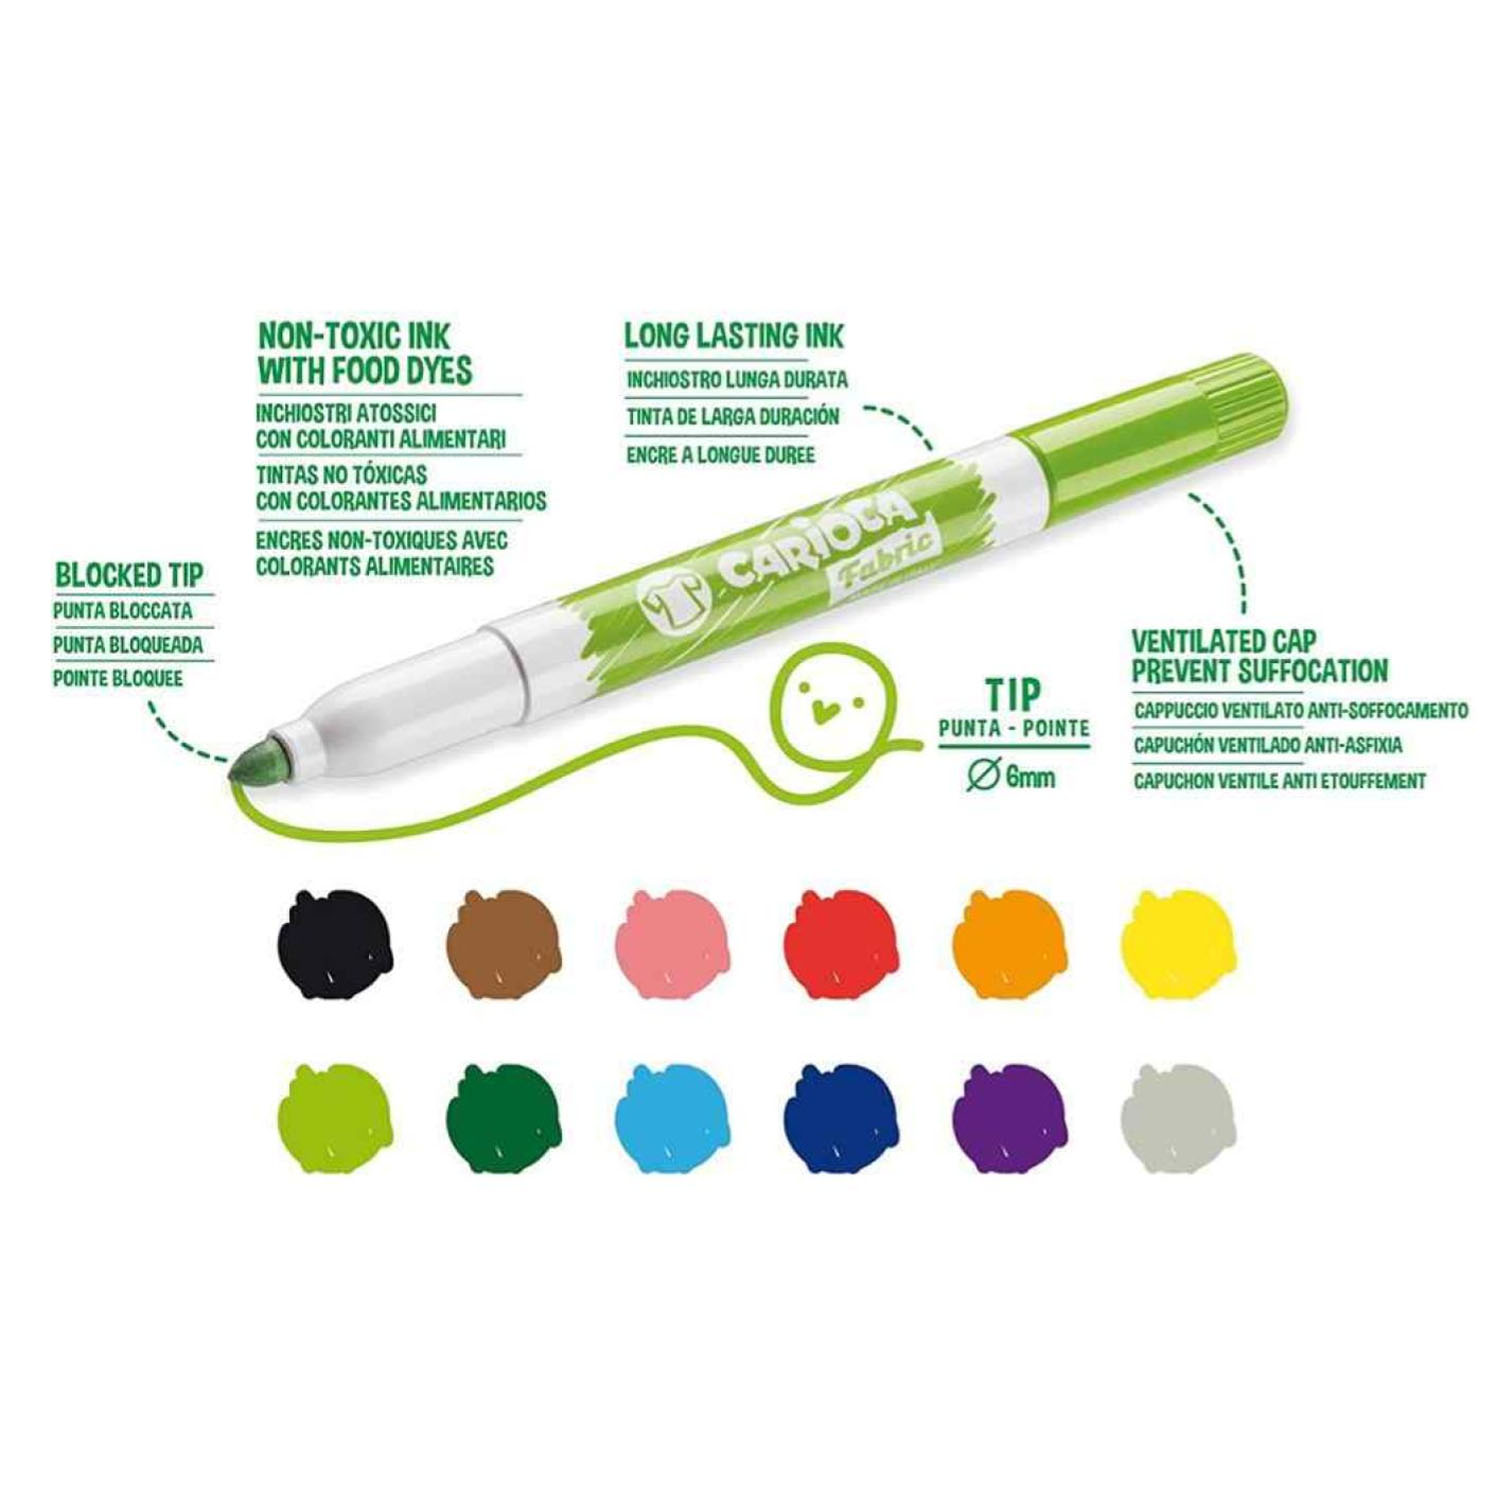 NON-TOXIC INK
WITH FOOD DYES
INCHIOSTRI ATOSSICI
CON COLORANTI ALIMENTARI
TINTAS NO TÓXICAS
CON COLORANTES ALIMENTARIOS
ENCRES NON-TOXIQUES AVEC
COLORANTS ALIMENTAIRES
LONG LASTING INK
INCHIOSTRO LUNGA DURATA
TINTA DE LARGA DURACIÓN
ENCRE A LONGUE DUREE
BLOCKED TIP
PUNTA BLOCCATA
PUNTA BLOQUEADA
POINTE BLOQUEE
CARIOCA
Fabric
TIP
PUNTA - POINTE
Ø 6mm
VENTILATED CAP
PREVENT SUFFOCATION
CAPPUCCIO VENTILATO ANTI-SOFFOCAMENTO
CAPUCHÓN VENTILADO ANTI-ASFIXIA
CAPUCHON VENTILE ANTI ETOUFFEMENT